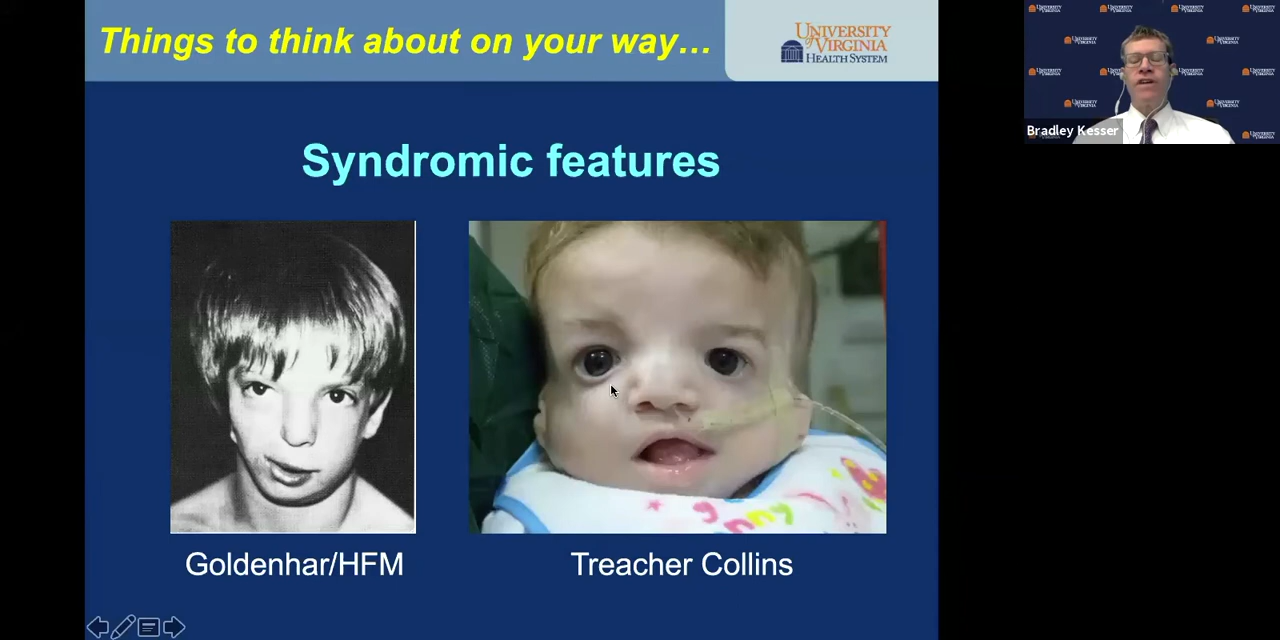 Things to think about on your way...
UNIVERSITY
of VIRGINIA
HEALTH SYSTEM
Bradley Kesser
Syndromic features
Goldenhar/HFM
Treacher Collins